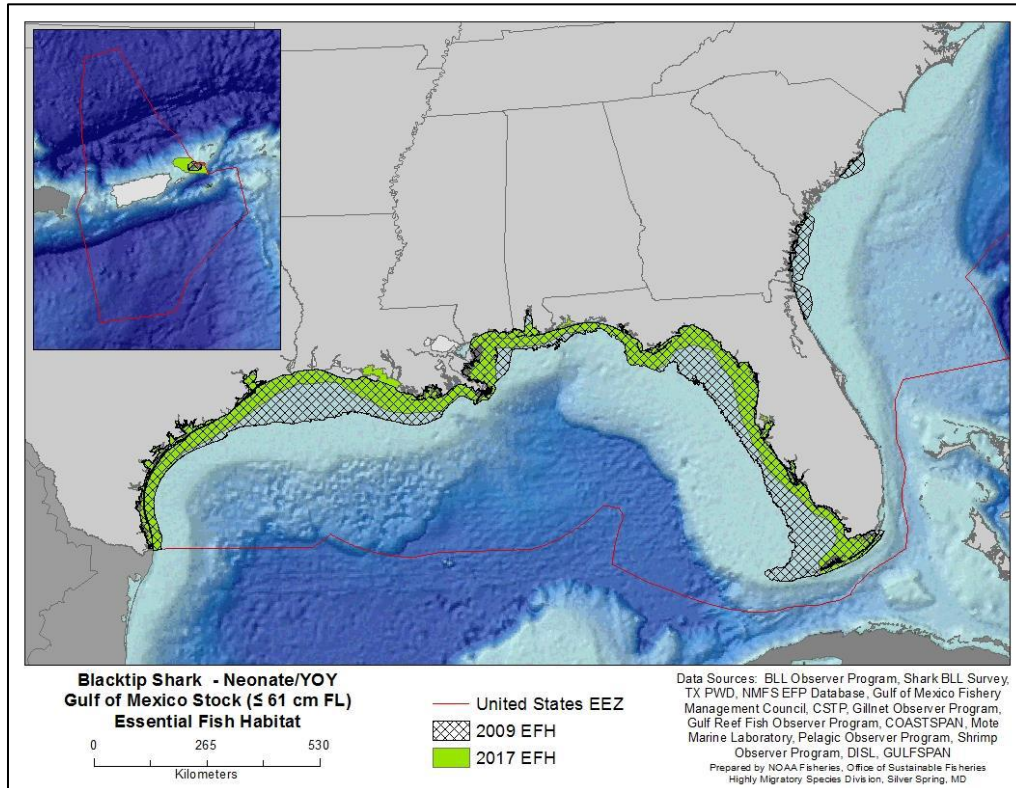 Blacktip Shark - Neonate/YOY
Gulf of Mexico Stock (≤ 61 cm FL)
Essential Fish Habitat
0 265 530
Kilometers
United States EEZ
2009 EFH
2017 EFH
Data Sources: BLL Observer Program, Shark BLL Survey,
TX PWD, NMFS EFP Database, Gulf of Mexico Fishery
Management Council, CSTP, Gillnet Observer Program,
Gulf Reef Fish Observer Program, COASTSPAN, Mote
Marine Laboratory, Pelagic Observer Program, Shrimp
Observer Program, DISL, GULFSPAN
Prepared by NOAA Fisheries, Office of Sustainable Fisheries
Highly Migratory Species Division, Silver Spring, MD